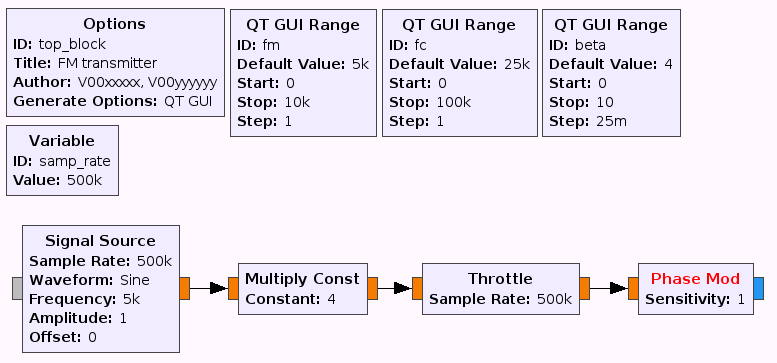 Options
ID: top_block
Title: FM transmitter
Author: V00xxxxx, V00yyyyyy
Generate Options: QT GUI
QT GUI Range
ID: fm
Default Value: 5k
Start: 0
Stop: 10k
Step: 1
QT GUI Range
ID: fc
Default Value: 25k
Start: 0
Stop: 100k
Step: 1
QT GUI Range
ID: beta
Default Value: 4
Start: 0
Stop: 10
Step: 25m
Variable
ID: samp_rate
Value: 500k
Signal Source
Sample Rate: 500k
Waveform: Sine
Frequency: 5k
Amplitude: 1
Offset: 0
Multiply Const
Constant: 4
Throttle
Sample Rate: 500k
Phase Mod
Sensitivity: 1